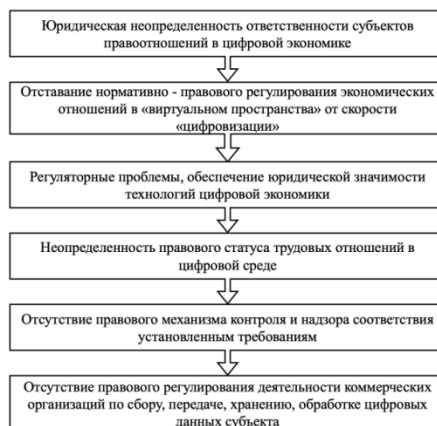 Юридическая неопределенность ответственности субъектов
правоотношений в цифровой экономике
Отставание нормативно - правового регулирования экономических
отношений в «виртуальном пространства» от скорости
«цифровизации»
Регуляторные проблемы, обеспечение юридической значимости
технологий цифровой экономики
Неопределенность правового статуса трудовых отношений в
цифровой среде
Отсутствие правового механизма контроля и надзора соответствия
установленным требованиям
Отсутствие правового регулирования деятельности коммерческих
организаций по сбору, передаче, хранению, обработке цифровых
данных субъекта